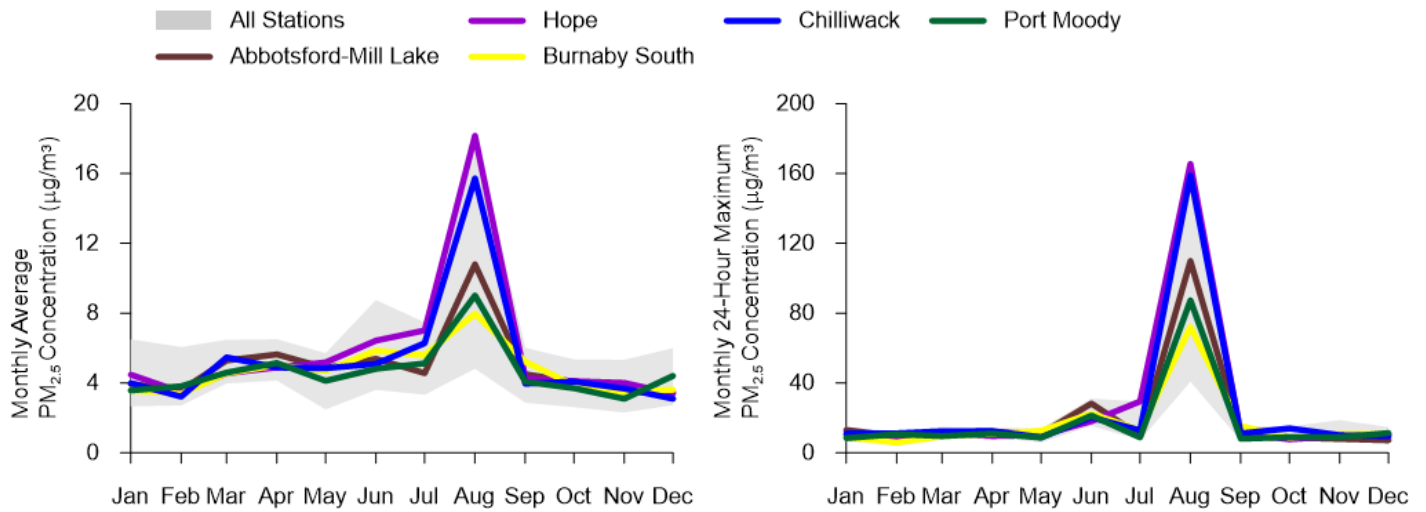 All Stations Hope Chilliwack Port Moody
Abbotsford-Mill Lake Burnaby South
Monthly Average
PM2.5 Concentration (µg/m³)
20
16
12
8
4
0
Jan Feb Mar Apr May Jun Jul Aug Sep Oct Nov Dec
Monthly 24-Hour Maximum
PM2.5 Concentration (µg/m³)
200
160
120
80
40
0
Jan Feb Mar Apr May Jun Jul Aug Sep Oct Nov Dec